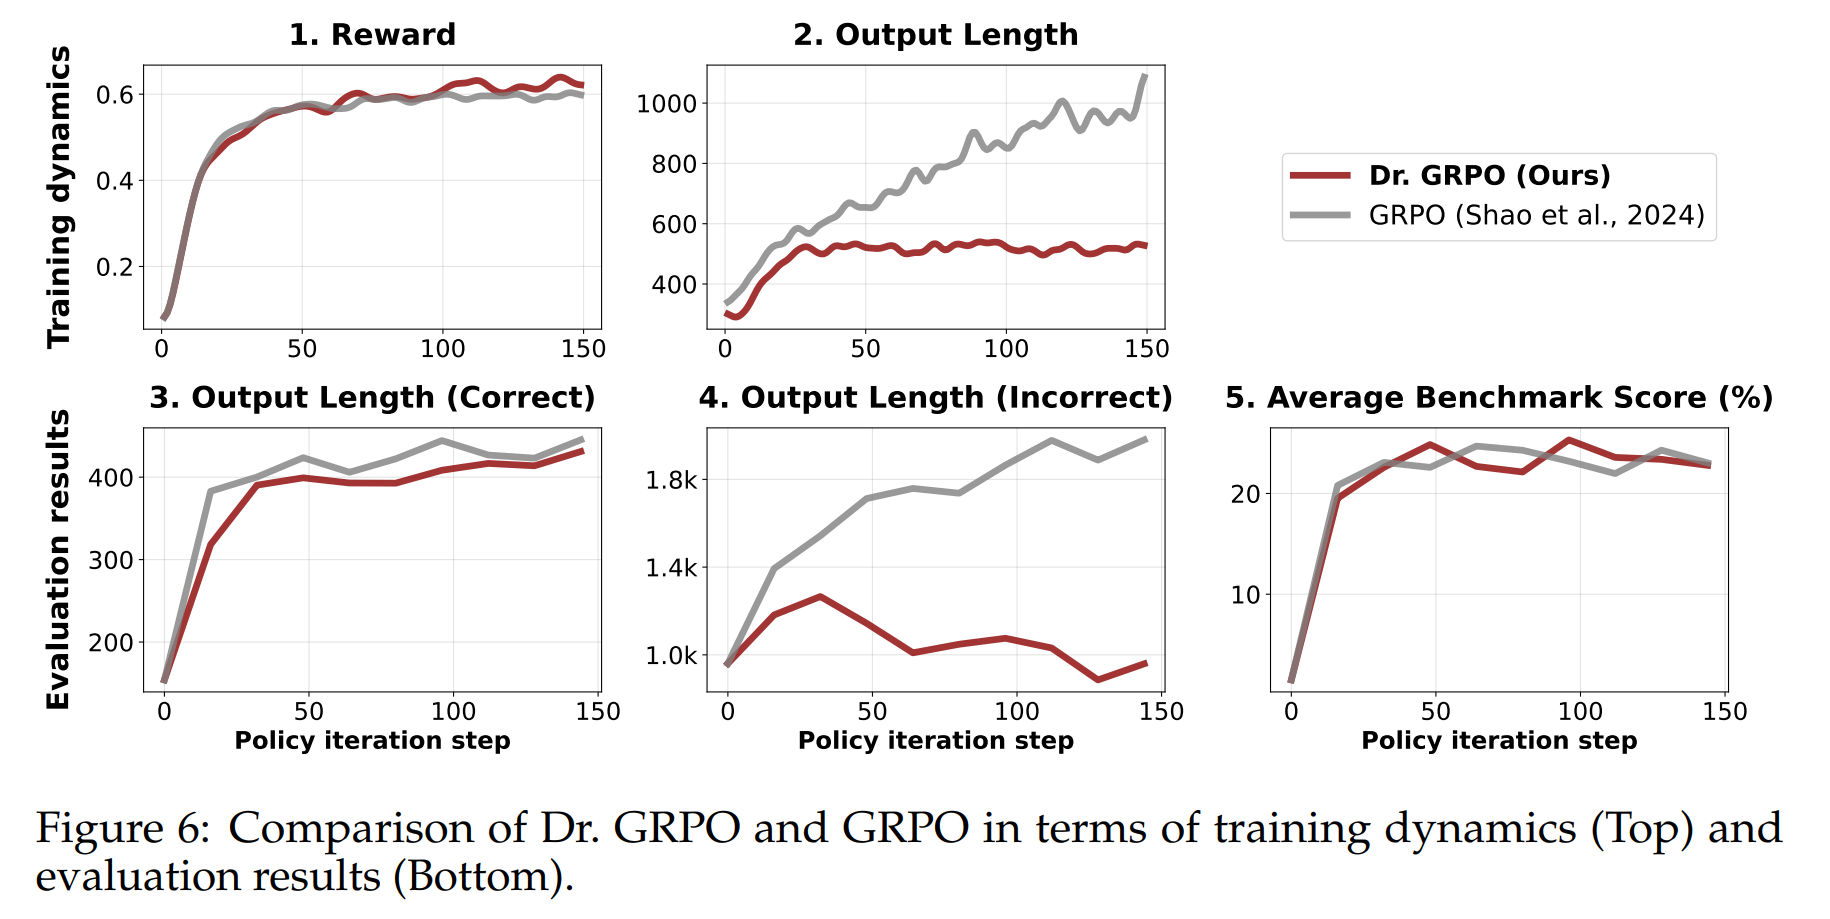 1. Reward
2. Output Length
Training dynamics
0.6
0.4
0.2
0
50
100
150
1000
800
600
400
0
50
100
150
Dr. GRPO (Ours)
GRPO (Shao et al., 2024)
3. Output Length (Correct)
4. Output Length (Incorrect)
5. Average Benchmark Score (%)
Evaluation results
400
300
200
0
50
100
150
Policy iteration step
1.8k
1.4k
1.0k
0
50
100
150
Policy iteration step
20
10
0
50
100
150
Policy iteration step
Figure 6: Comparison of Dr. GRPO and GRPO in terms of training dynamics (Top) and
evaluation results (Bottom).